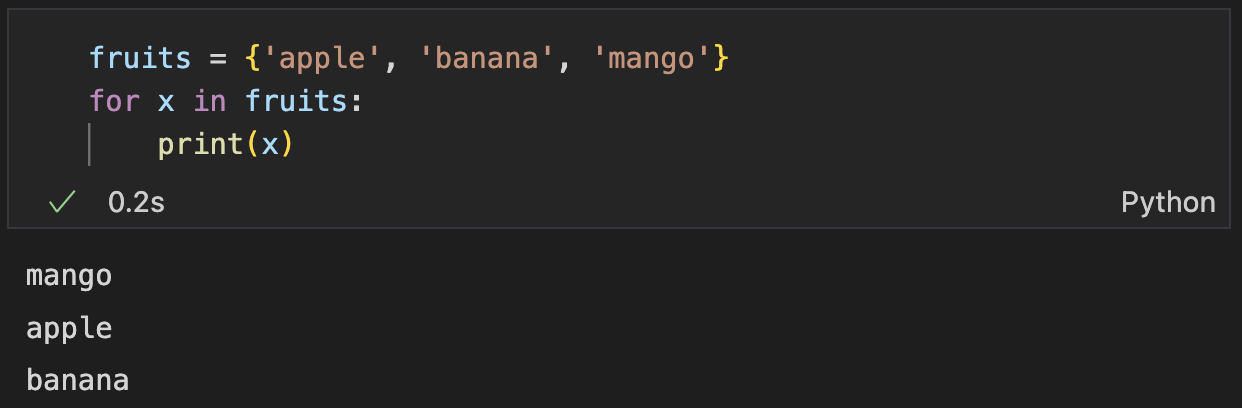 fruits = {'apple', 'banana', 'mango'}
for x in fruits:
    print(x)
0.2s
Python
mango
apple
banana